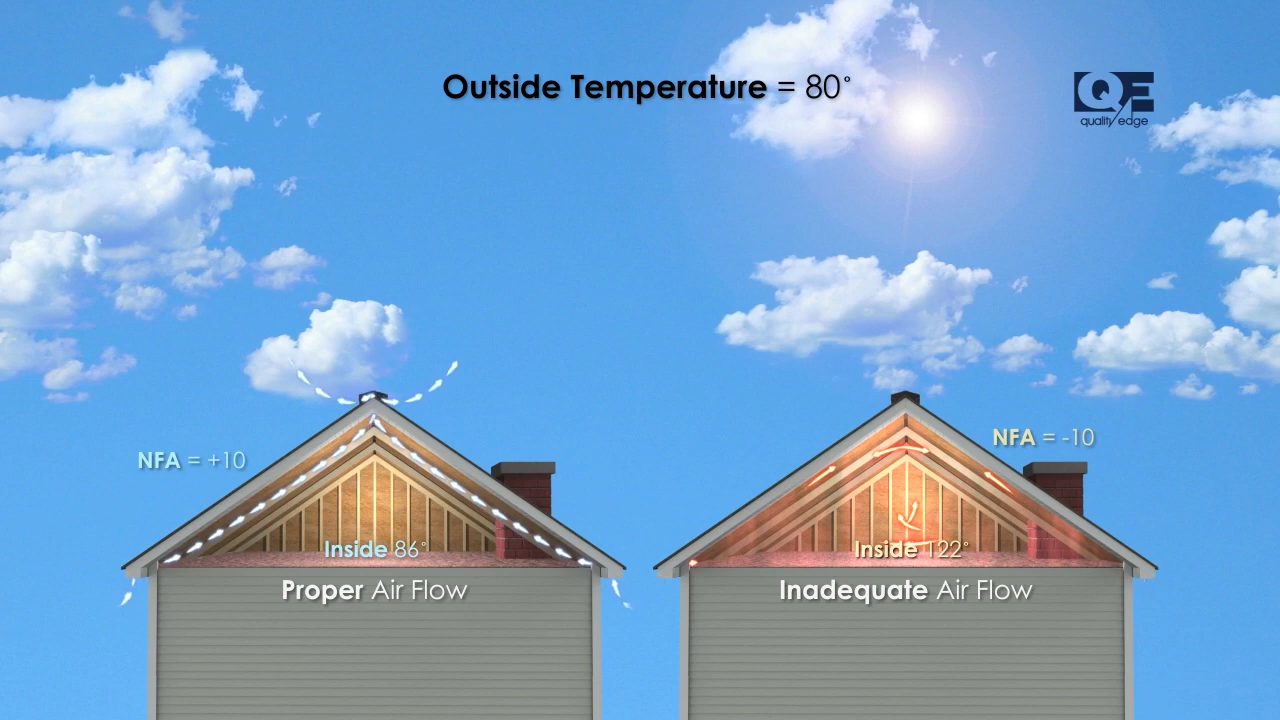 Outside Temperature = 80°
QE
quality/edge
NFA = +10
Inside 86°
Proper Air Flow
NFA = -10
Inside 122°
Inadequate Air Flow